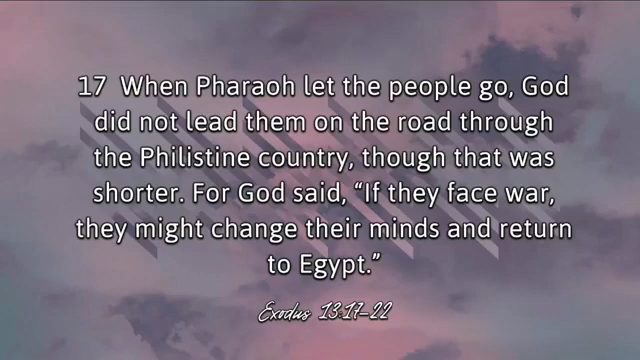 17 When Pharaoh let the people go, God
did not lead them on the road through
the Philistine country, though that was
shorter. For God said, “If they face war,
they might change their minds and return
to Egypt.”
Exodus 13:17-22